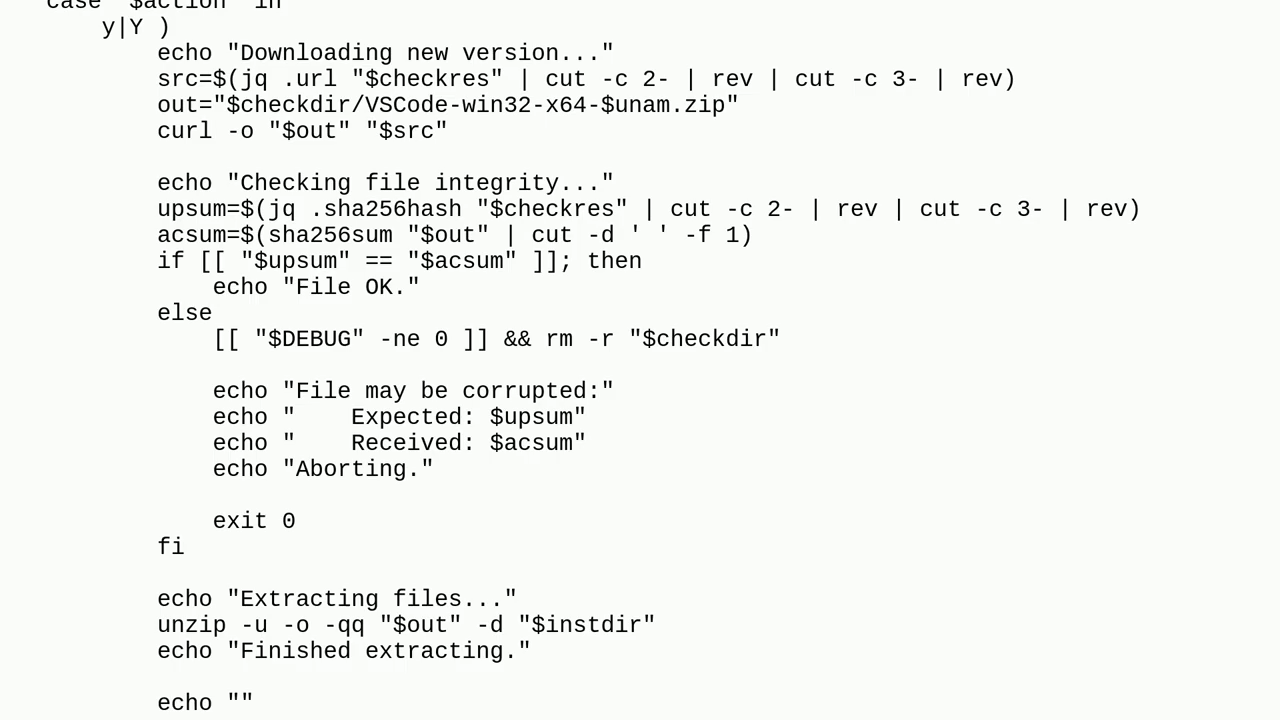 case "$action" in
    y|Y )
        echo "Downloading new version..."
        src=$(jq .url "$checkres" | cut -c 2- | rev | cut -c 3- | rev)
        out="$checkdir/VSCode-win32-x64-$unam.zip"
        curl -o "$out" "$src"

        echo "Checking file integrity..."
        upsum=$(jq .sha256hash "$checkres" | cut -c 2- | rev | cut -c 3- | rev)
        acsum=$(sha256sum "$out" | cut -d ' ' -f 1)
        if [[ "$upsum" == "$acsum" ]]; then
            echo "File OK."
        else
            [[ "$DEBUG" -ne 0 ]] && rm -r "$checkdir"

            echo "File may be corrupted:"
            echo "    Expected: $upsum"
            echo "    Received: $acsum"
            echo "Aborting."

            exit 0
        fi

        echo "Extracting files..."
        unzip -u -o -qq "$out" -d "$instdir"
        echo "Finished extracting."

        echo ""